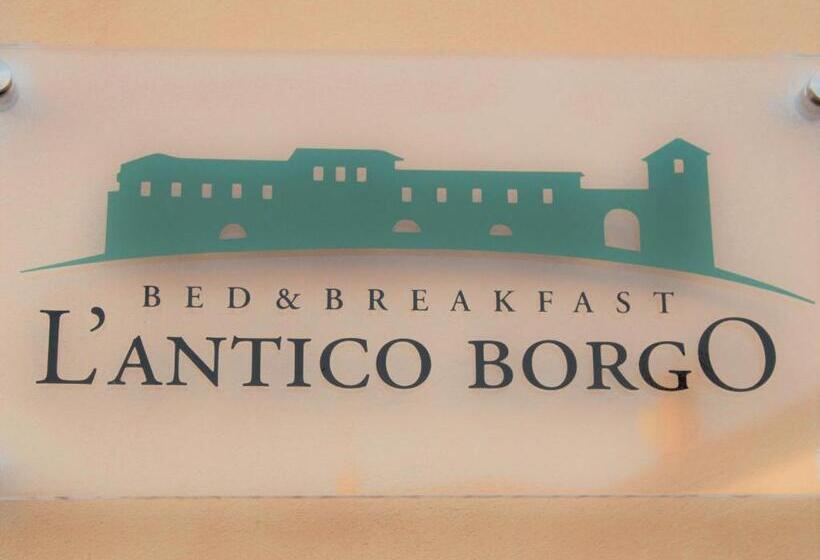 BED & BREAKFAST
L'ANTICO BORGO